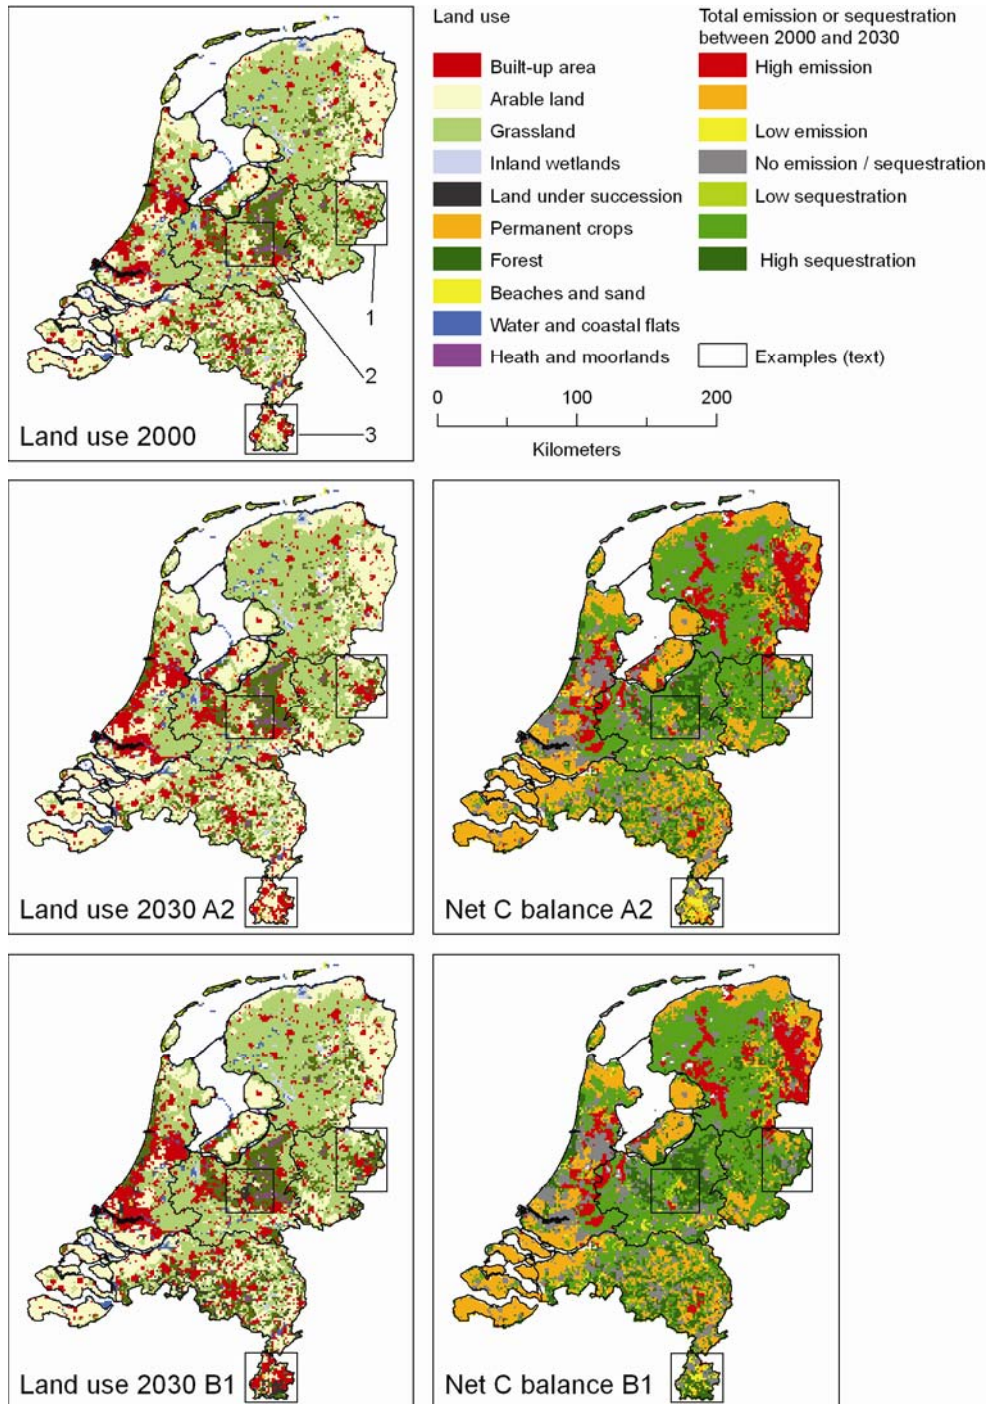 Land use
Built-up area
Arable land
Grassland
Inland wetlands
Land under succession
Permanent crops
Forest
Beaches and sand
Water and coastal flats
Heath and moorlands
Total emission or sequestration
between 2000 and 2030
High emission
Low emission
No emission / sequestration
Low sequestration
High sequestration
Examples (text)
0 100 200
Kilometers
1
2
3
Land use 2000
Land use 2030 A2
Net C balance A2
Land use 2030 B1
Net C balance B1